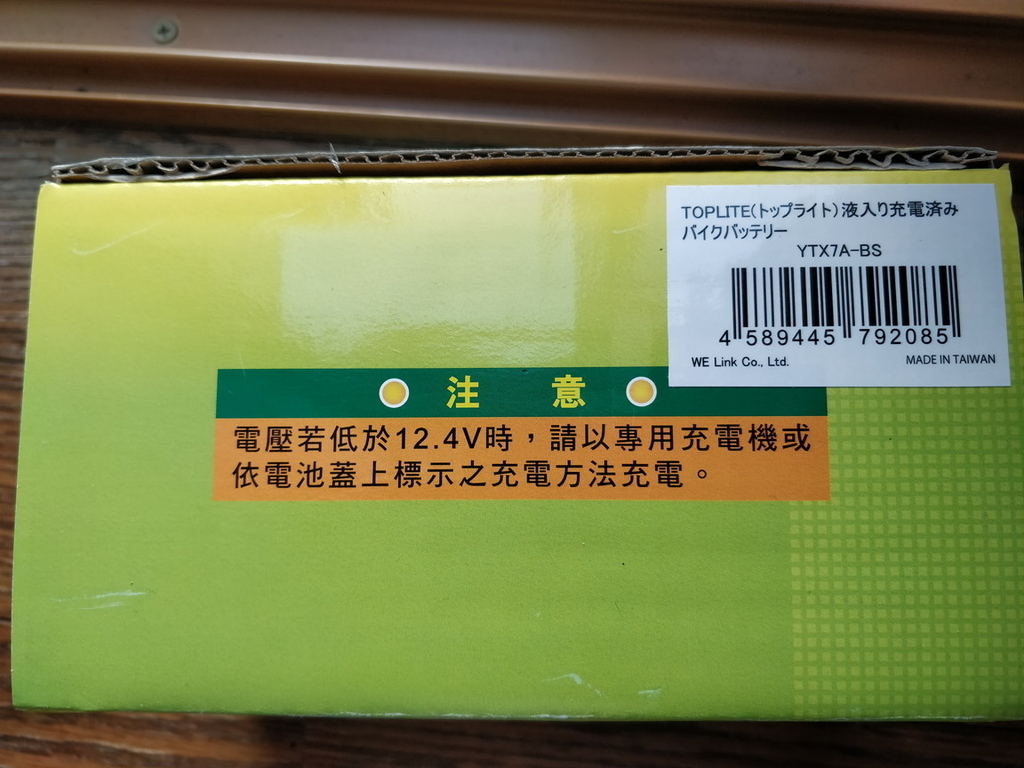 TOPLITE(トップライト)液入り充電済み
バイクバッテリー
YTX7A-BS
4 589445 792085
WE Link Co., Ltd. MADE IN TAIWAN
注 意
電壓若低於12.4V時，請以專用充電機或
依電池蓋上標示之充電方法充電。